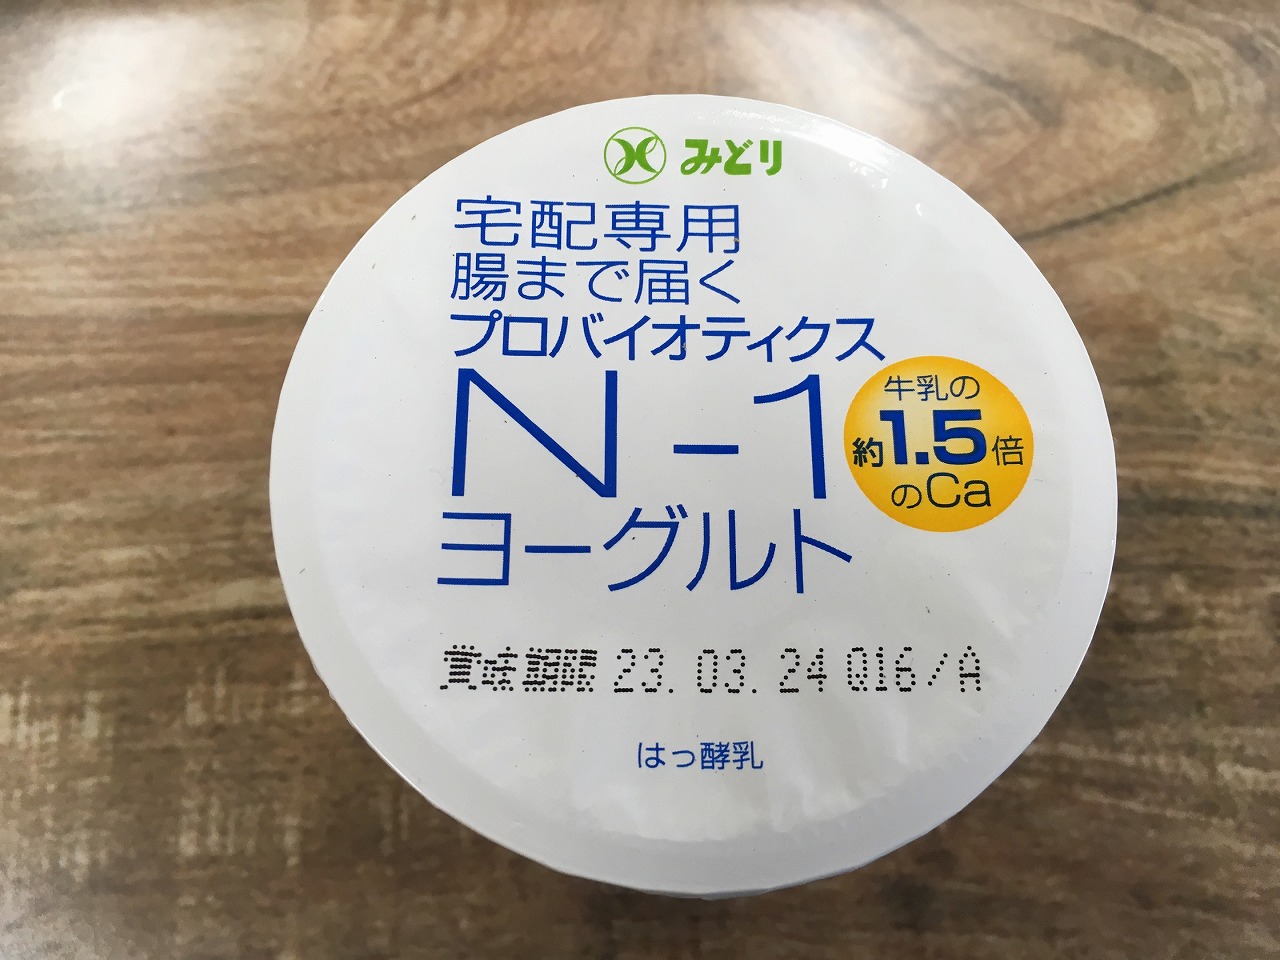 みどり
宅配専用
腸まで届く
プロバイオティクス
N-1
ヨーグルト
牛乳の
約1.5倍
のCa
賞味期限 23.03.24 Q16/A
はっ酵乳